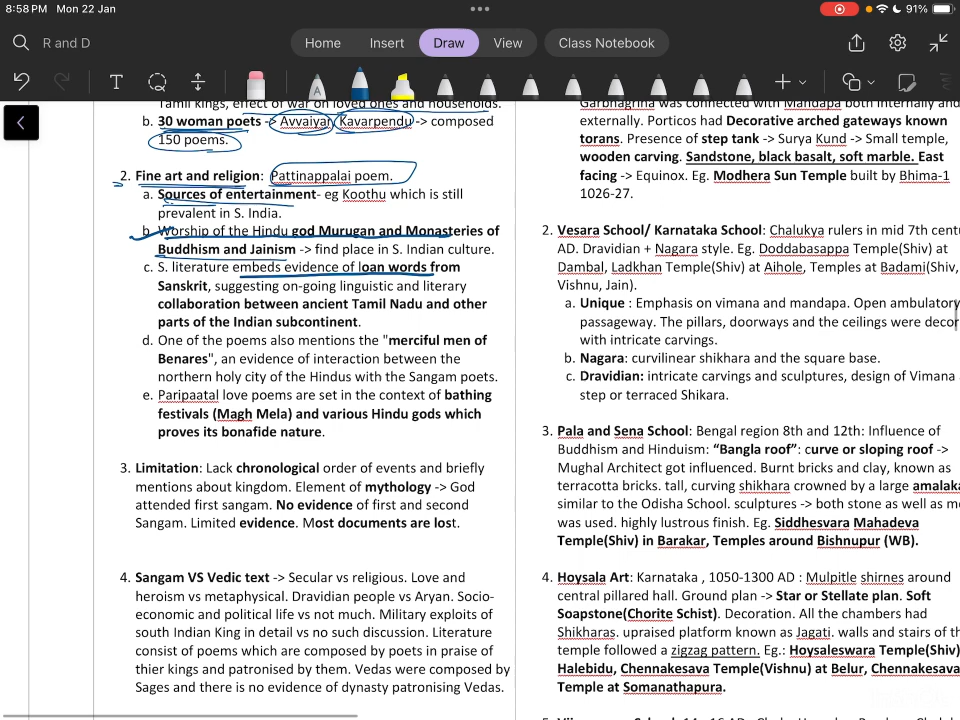 8:58 PM Mon 22 Jan
91%
R and D
Home Insert Draw View Class Notebook
Tamil kings, effect of war on loved ones and households.
b. 30 woman poets -> Avvaiyar, Kavarpendu -> composed
150 poems.
2. Fine art and religion: Pattinappalai poem.
a. Sources of entertainment- eg Koothu which is still
prevalent in S. India.
b. Worship of the Hindu god Murugan and Monasteries of
Buddhism and Jainism -> find place in S. Indian culture.
c. S. literature embeds evidence of loan words from
Sanskrit, suggesting on-going linguistic and literary
collaboration between ancient Tamil Nadu and other
parts of the Indian subcontinent.
d. One of the poems also mentions the "merciful men of
Benares", an evidence of interaction between the
northern holy city of the Hindus with the Sangam poets.
e. Paripaatal love poems are set in the context of bathing
festivals (Magh Mela) and various Hindu gods which
proves its bonafide nature.
3. Limitation: Lack chronological order of events and briefly
mentions about kingdom. Element of mythology -> God
attended first sangam. No evidence of first and second
Sangam. Limited evidence. Most documents are lost.
4. Sangam VS Vedic text -> Secular vs religious. Love and
heroism vs metaphysical. Dravidian people vs Aryan. Socio-
economic and political life vs not much. Military exploits of
south Indian King in detail vs no such discussion. Literature
consist of poems which are composed by poets in praise of
thier kings and patronised by them. Vedas were composed by
Sages and there is no evidence of dynasty patronising Vedas.
Garbhagriha was connected with Mandapa both internally and
externally. Porticos had Decorative arched gateways known
torans. Presence of step tank -> Surya Kund -> Small temple,
wooden carving. Sandstone, black basalt, soft marble. East
facing -> Equinox. Eg. Modhera Sun Temple built by Bhima-1
1026-27.
2. Vesara School/ Karnataka School: Chalukya rulers in mid 7th
AD. Dravidian + Nagara style. Eg. Doddabasappa Temple(Shiv) at
Dambal, Ladkhan Temple(Shiv) at Aihole, Temples at Badami(Shiv,
Vishnu, Jain).
a. Unique : Emphasis on vimana and mandapa. Open ambulatory
passageway. The pillars, doorways and the ceilings were decor
with intricate carvings.
b. Nagara: curvilinear shikhara and the square base.
c. Dravidian: intricate carvings and sculptures, design of Vimana
step or terraced Shikara.
3. Pala and Sena School: Bengal region 8th and 12th: Influence of
Buddhism and Hinduism: “Bangla roof”: curve or sloping roof ->
Mughal Architect got influenced. Burnt bricks and clay, known as
terracotta bricks. tall, curving shikhara crowned by a large amalaka
similar to the Odisha School. sculptures -> both stone as well as
was used. highly lustrous finish. Eg. Siddhesvara Mahadeva
Temple(Shiv) in Barakar, Temples around Bishnupur (WB).
4. Hoysala Art: Karnataka , 1050-1300 AD : Mulpitle shirnes around
central pillared hall. Ground plan -> Star or Stellate plan. Soft
Soapstone(Chorite Schist). Decoration. All the chambers had
Shikharas. upraised platform known as Jagati. walls and stairs of
temple followed a zigzag pattern. Eg.: Hoysaleswara Temple(Shiv)
Halebidu, Chennakesava Temple(Vishnu) at Belur, Chennakesava
Temple at Somanathapura.